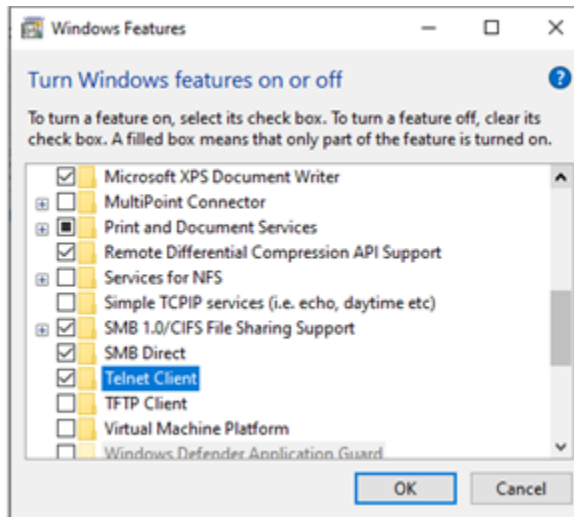 Windows Features
Turn Windows features on or off
To turn a feature on, select its check box. To turn a feature off, clear its
check box. A filled box means that only part of the feature is turned on.
Microsoft XPS Document Writer
MultiPoint Connector
Print and Document Services
Remote Differential Compression API Support
Services for NFS
Simple TCPIP services (i.e. echo, daytime etc)
SMB 1.0/CIFS File Sharing Support
SMB Direct
Telnet Client
TFTP Client
Virtual Machine Platform
Windows Defender Application Guard
OK Cancel